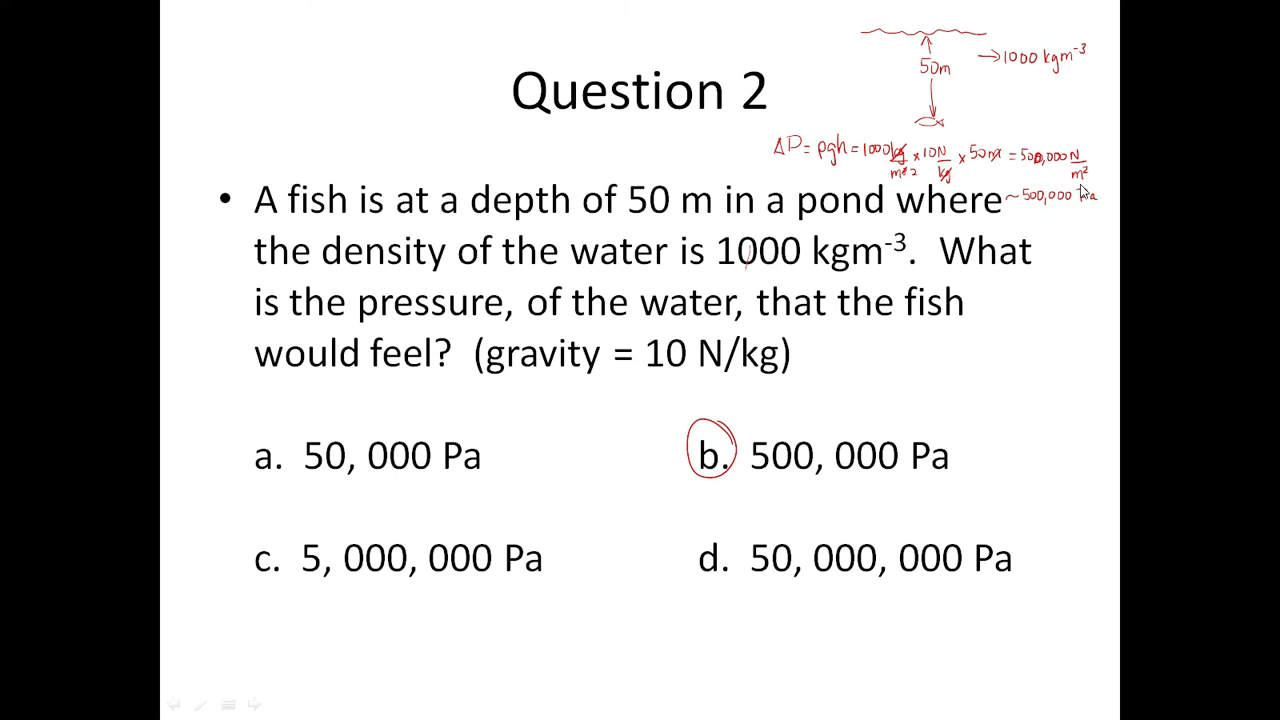 50m
→1000 kgm⁻³
Question 2
ΔP = ρgh = 1000 kg/m³² × 10 N/kg × 50 m = 500,000 N/m²
~ 500,000 Pa
• A fish is at a depth of 50 m in a pond where
the density of the water is 1000 kgm⁻³. What
is the pressure, of the water, that the fish
would feel? (gravity = 10 N/kg)
a. 50, 000 Pa
b. 500, 000 Pa
c. 5, 000, 000 Pa
d. 50, 000, 000 Pa